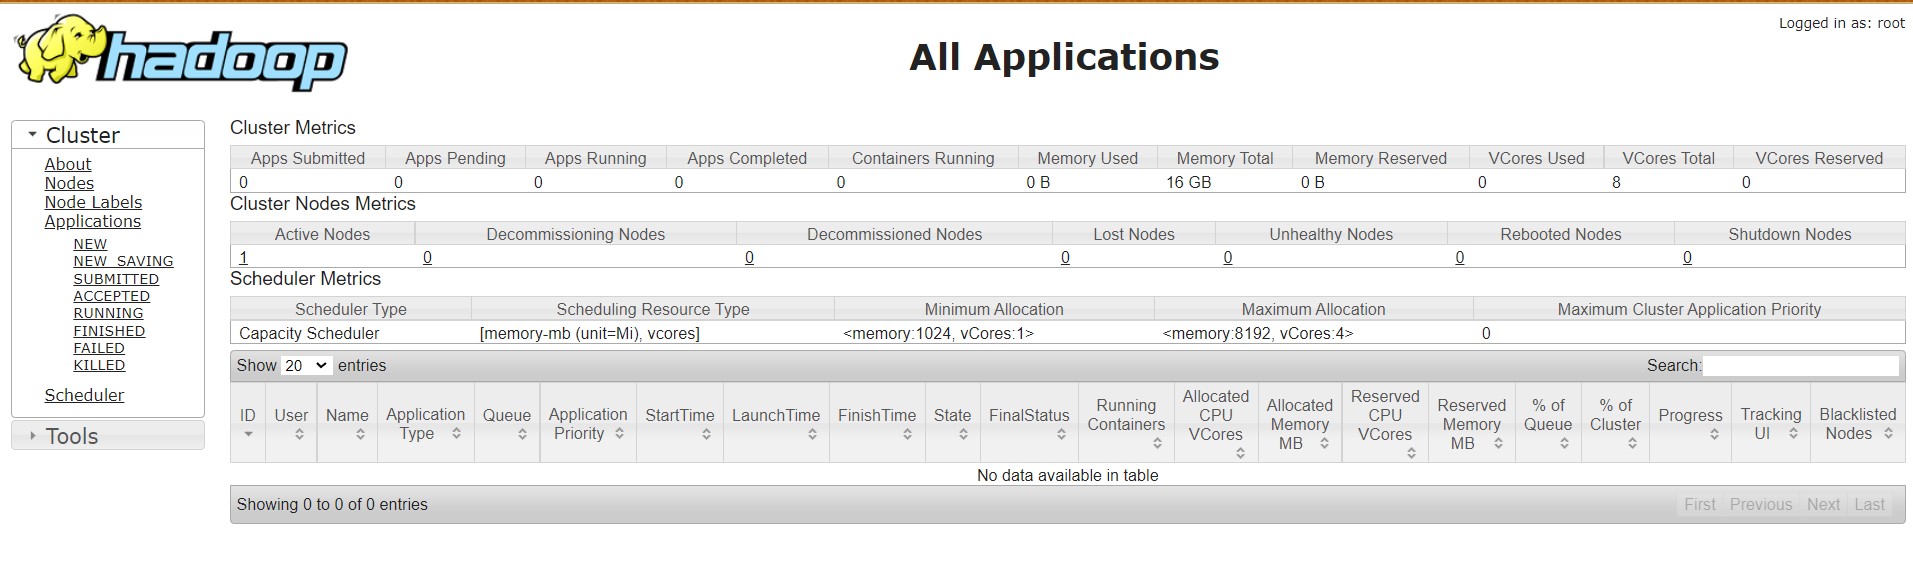 hadoop
Logged in as: root
All Applications
Cluster
About
Nodes
Node Labels
Applications
NEW
NEW_SAVING
SUBMITTED
ACCEPTED
RUNNING
FINISHED
FAILED
KILLED
Scheduler
Tools
Cluster Metrics
Apps Submitted Apps Pending Apps Running Apps Completed Containers Running Memory Used Memory Total Memory Reserved VCores Used VCores Total VCores Reserved
0 0 0 0 0 0 B 16 GB 0 B 0 8 0
Cluster Nodes Metrics
Active Nodes Decommissioning Nodes Decommissioned Nodes Lost Nodes Unhealthy Nodes Rebooted Nodes Shutdown Nodes
1 0 0 0 0 0 0
Scheduler Metrics
Scheduler Type Scheduling Resource Type Minimum Allocation Maximum Allocation Maximum Cluster Application Priority
Capacity Scheduler [memory-mb (unit=Mi), vcores] <memory:1024, vCores:1> <memory:8192, vCores:4> 0
Show 20 entries Search:
ID User Name Application Type Queue Application Priority StartTime LaunchTime FinishTime State FinalStatus Running Containers Allocated CPU VCores Allocated Memory MB Reserved CPU VCores Reserved Memory MB % of Queue % of Cluster Progress Tracking UI Blacklisted Nodes
No data available in table
Showing 0 to 0 of 0 entries First Previous Next Last